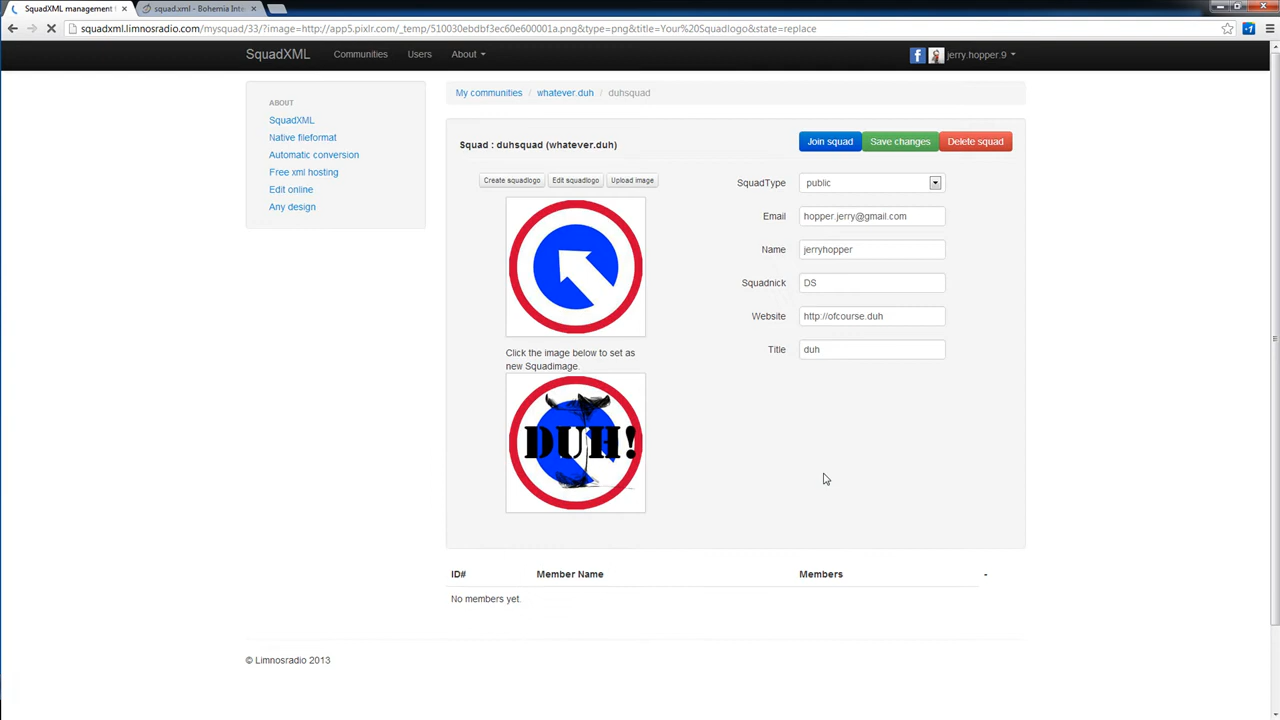 SquadXML management
squad.xml - Bohemia Inte
squadxml.limnosradio.com/mysquad/33/?image=http://app5.pixlr.com/_temp/510030ebdbf3ec60e600001a.png&type=png&title=Your%20Squadlogo&state=replace
SquadXML Communities Users About jerry.hopper.9
ABOUT
SquadXML
Native fileformat
Automatic conversion
Free xml hosting
Edit online
Any design
My communities / whatever.duh / duhsquad
Squad : duhsquad (whatever.duh)
Join squad Save changes Delete squad
Create squadlogo Edit squadlogo Upload image
SquadType public
Email hopper.jerry@gmail.com
Name jerryhopper
Squadnick DS
Website http://ofcourse.duh
Title duh
Click the image below to set as
new Squadimage.
DUH!
ID# Member Name Members -
No members yet.
© Limnosradio 2013